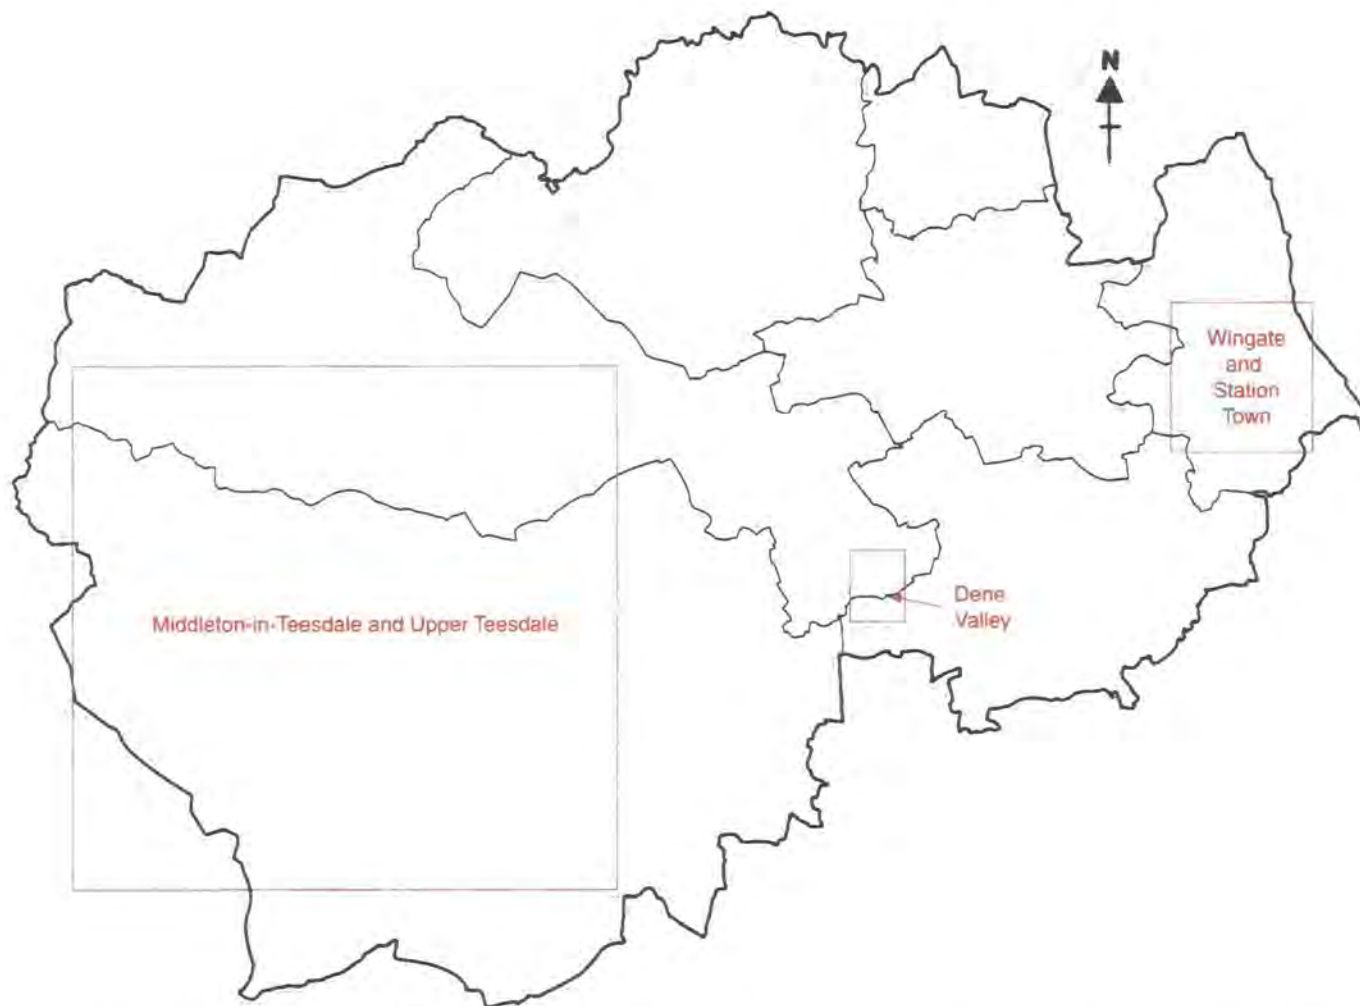 N
Wingate
and
Station
Town
Dene
Valley
Middleton-in-Teesdale and Upper Teesdale